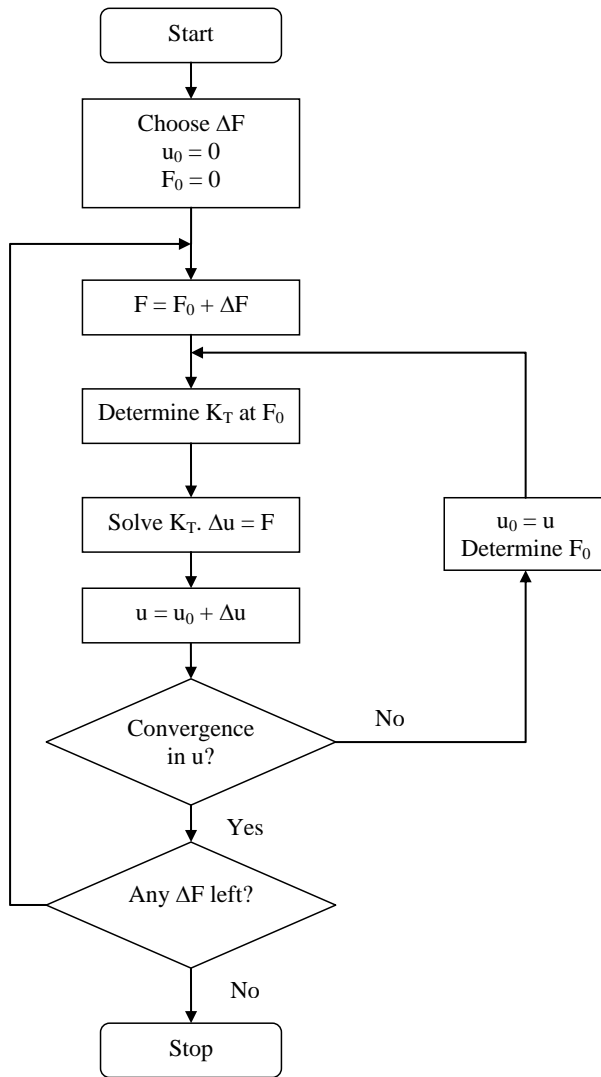 Start
Choose ΔF
u₀ = 0
F₀ = 0
F = F₀ + ΔF
Determine K_T at F₀
Solve K_T. Δu = F
u₀ = u
Determine F₀
u = u₀ + Δu
No
Convergence
in u?
Yes
Any ΔF left?
No
Stop